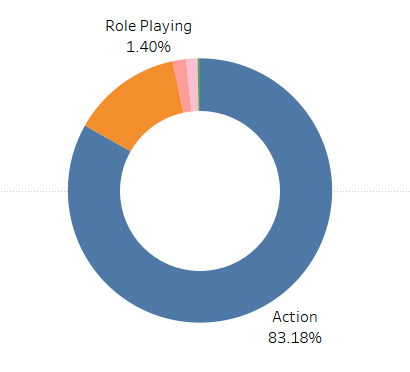 Role Playing
1.40%
Action
83.18%